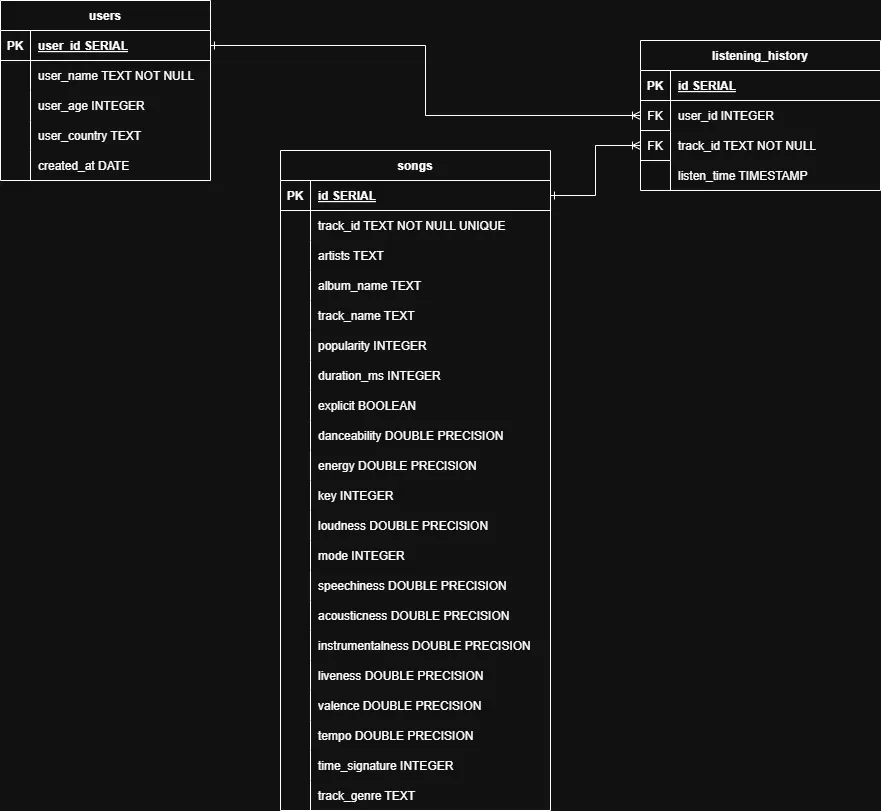 users
PK user_id SERIAL
user_name TEXT NOT NULL
user_age INTEGER
user_country TEXT
created_at DATE
listening_history
PK id SERIAL
FK user_id INTEGER
FK track_id TEXT NOT NULL
listen_time TIMESTAMP
songs
PK id SERIAL
track_id TEXT NOT NULL UNIQUE
artists TEXT
album_name TEXT
track_name TEXT
popularity INTEGER
duration_ms INTEGER
explicit BOOLEAN
danceability DOUBLE PRECISION
energy DOUBLE PRECISION
key INTEGER
loudness DOUBLE PRECISION
mode INTEGER
speechiness DOUBLE PRECISION
acousticness DOUBLE PRECISION
instrumentalness DOUBLE PRECISION
liveness DOUBLE PRECISION
valence DOUBLE PRECISION
tempo DOUBLE PRECISION
time_signature INTEGER
track_genre TEXT